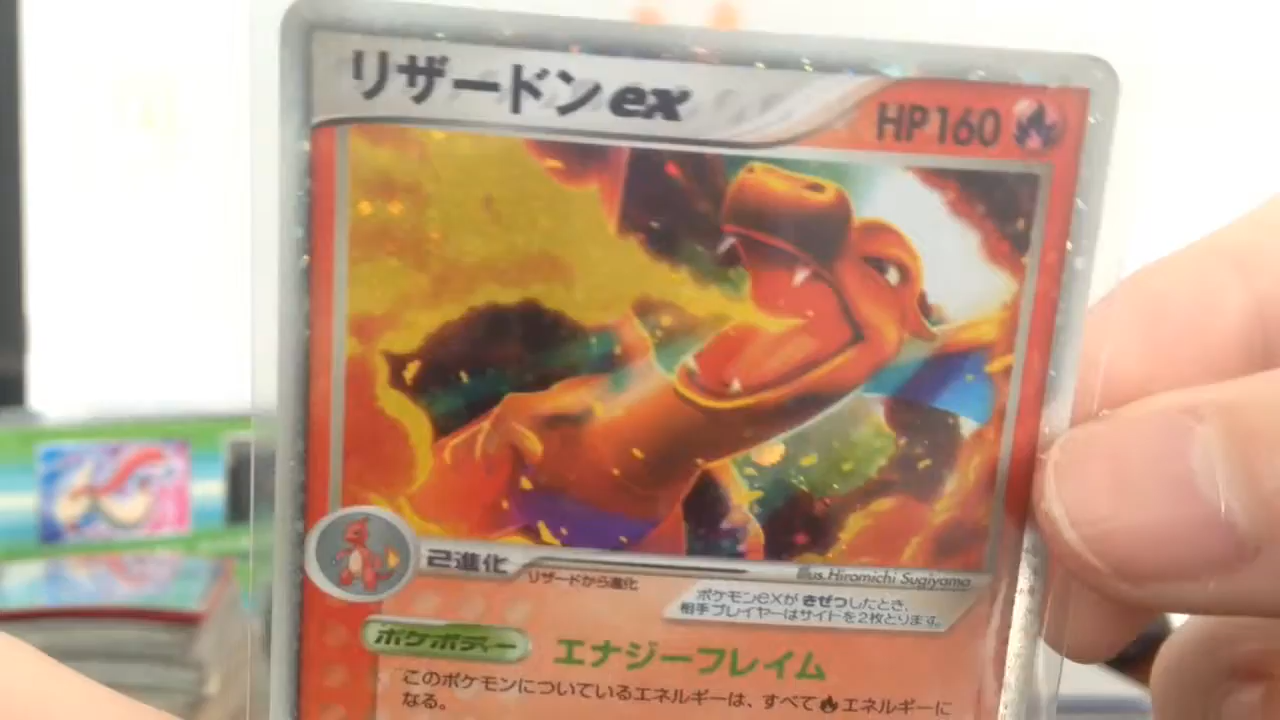 リザードンex HP160
2進化
リザードから進化
Illus. Hiromichi Sugiyama
ポケモンexが きぜつしたとき、
相手プレイヤーはサイドを2枚とります。
ポケボディー エナジーフレイム
このポケモンについているエネルギーは、すべて エネルギーに
なる。